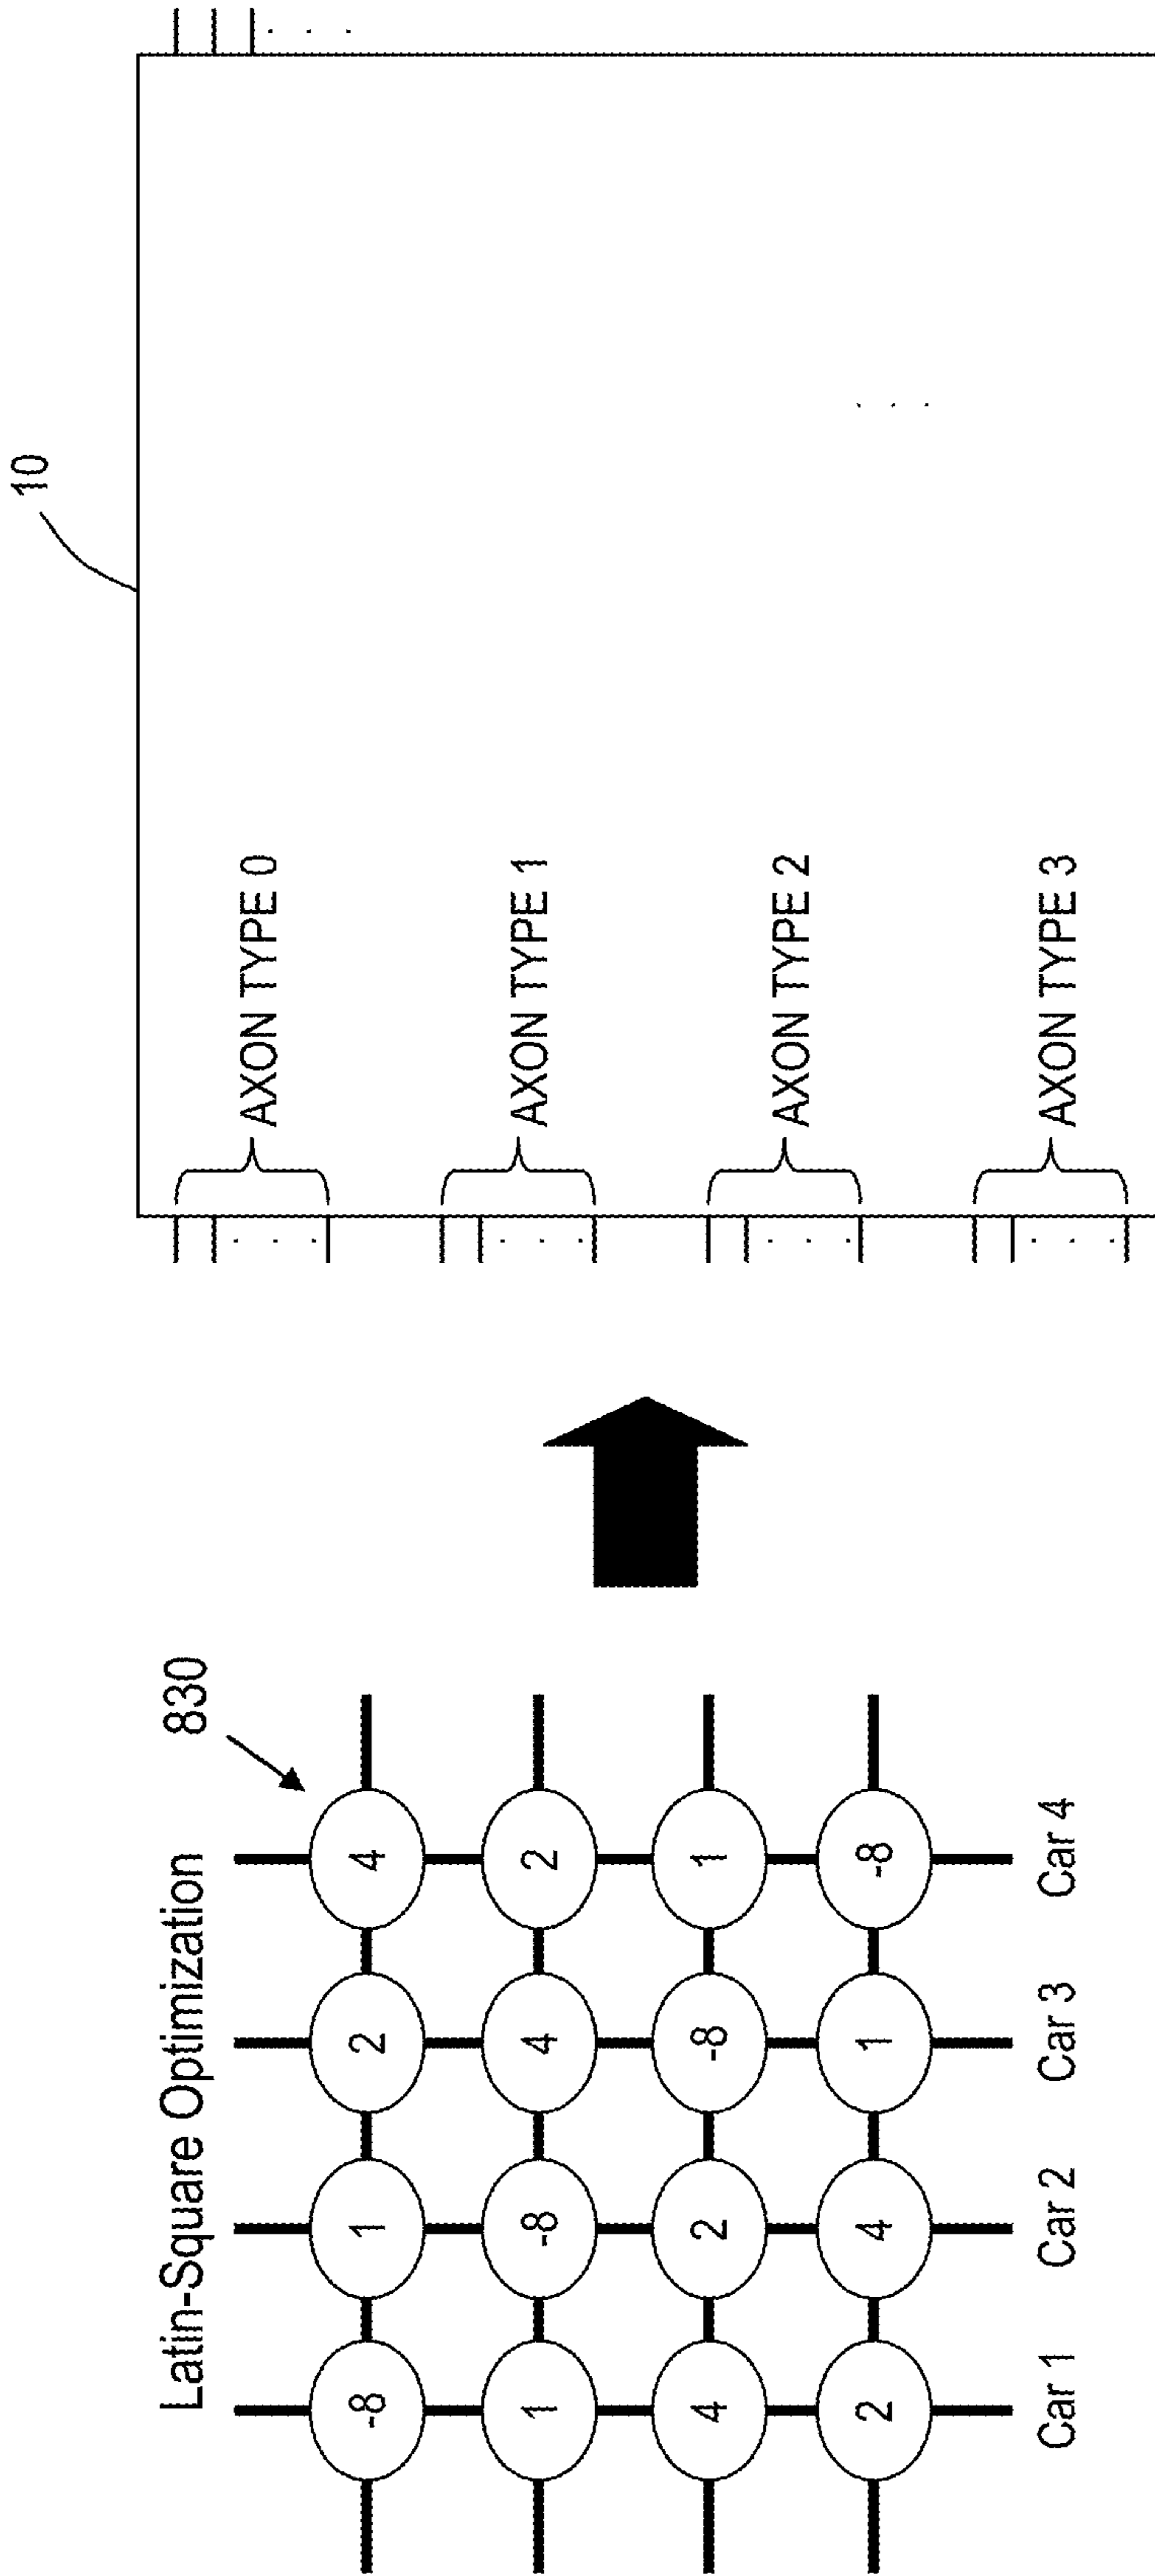 Latin-Square Optimization
830
-8 1 2 4
1 -8 4 2
4 2 -8 1
2 4 1 -8
Car 1 Car 2 Car 3 Car 4
10
AXON TYPE 0
AXON TYPE 1
AXON TYPE 2
AXON TYPE 3